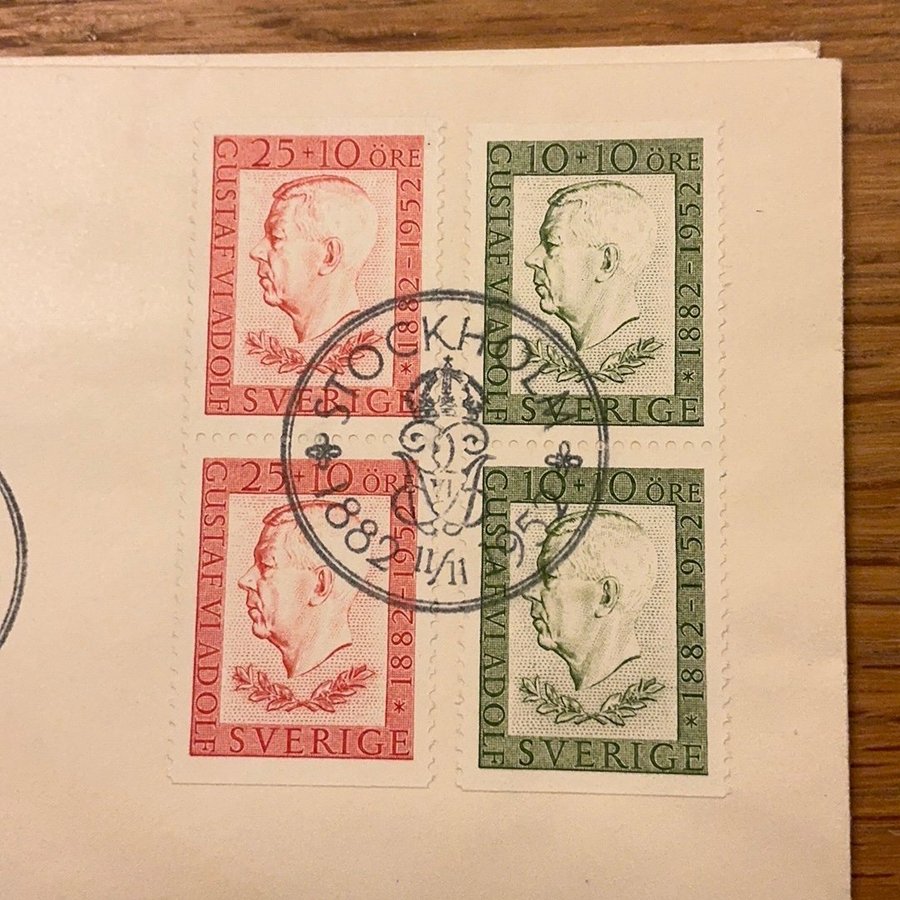 25+10 ÖRE
GUSTAF VI ADOLF
1882-1952 *
SVERIGE
10+10 ÖRE
GUSTAF VI ADOLF
1882-1952 *
SVERIGE
25+10 ÖRE
GUSTAF VI ADOLF
1882-1952 *
SVERIGE
10+10 ÖRE
GUSTAF VI ADOLF
1882-1952 *
SVERIGE
STOCKHOLM
VI
1882 11/11 1952